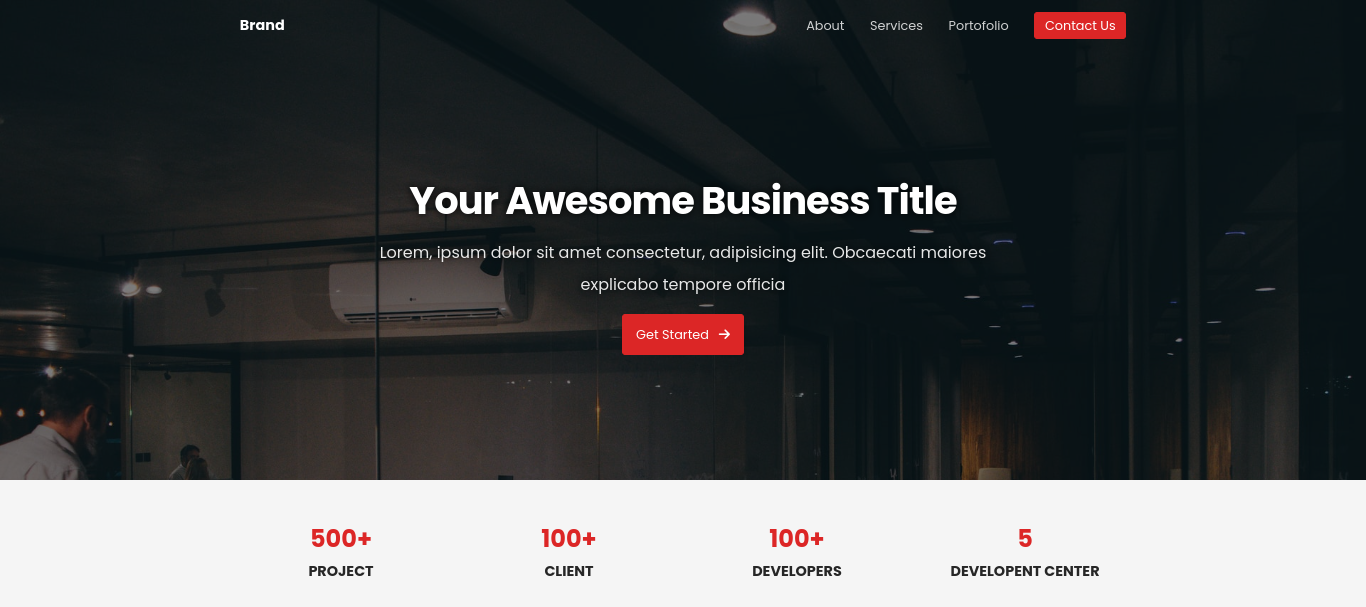 Brand About Services Portofolio Contact Us
Your Awesome Business Title
Lorem, ipsum dolor sit amet consectetur, adipisicing elit. Obcaecati maiores
explicabo tempore officia
Get Started
500+ 100+ 100+ 5
PROJECT CLIENT DEVELOPERS DEVELOPENT CENTER